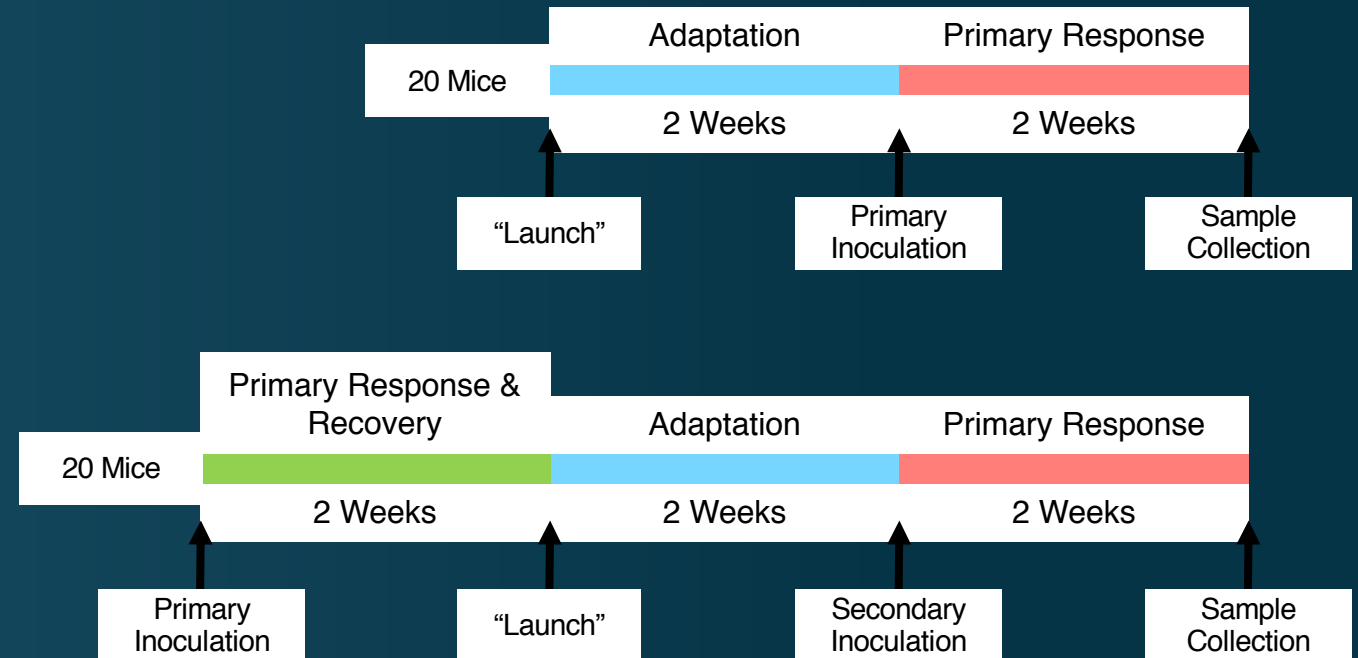 Adaptation
Primary Response
20 Mice
2 Weeks
2 Weeks
“Launch”
Primary
Inoculation
Sample
Collection
Primary Response &
Recovery
Adaptation
Primary Response
20 Mice
2 Weeks
2 Weeks
2 Weeks
Primary
Inoculation
“Launch”
Secondary
Inoculation
Sample
Collection